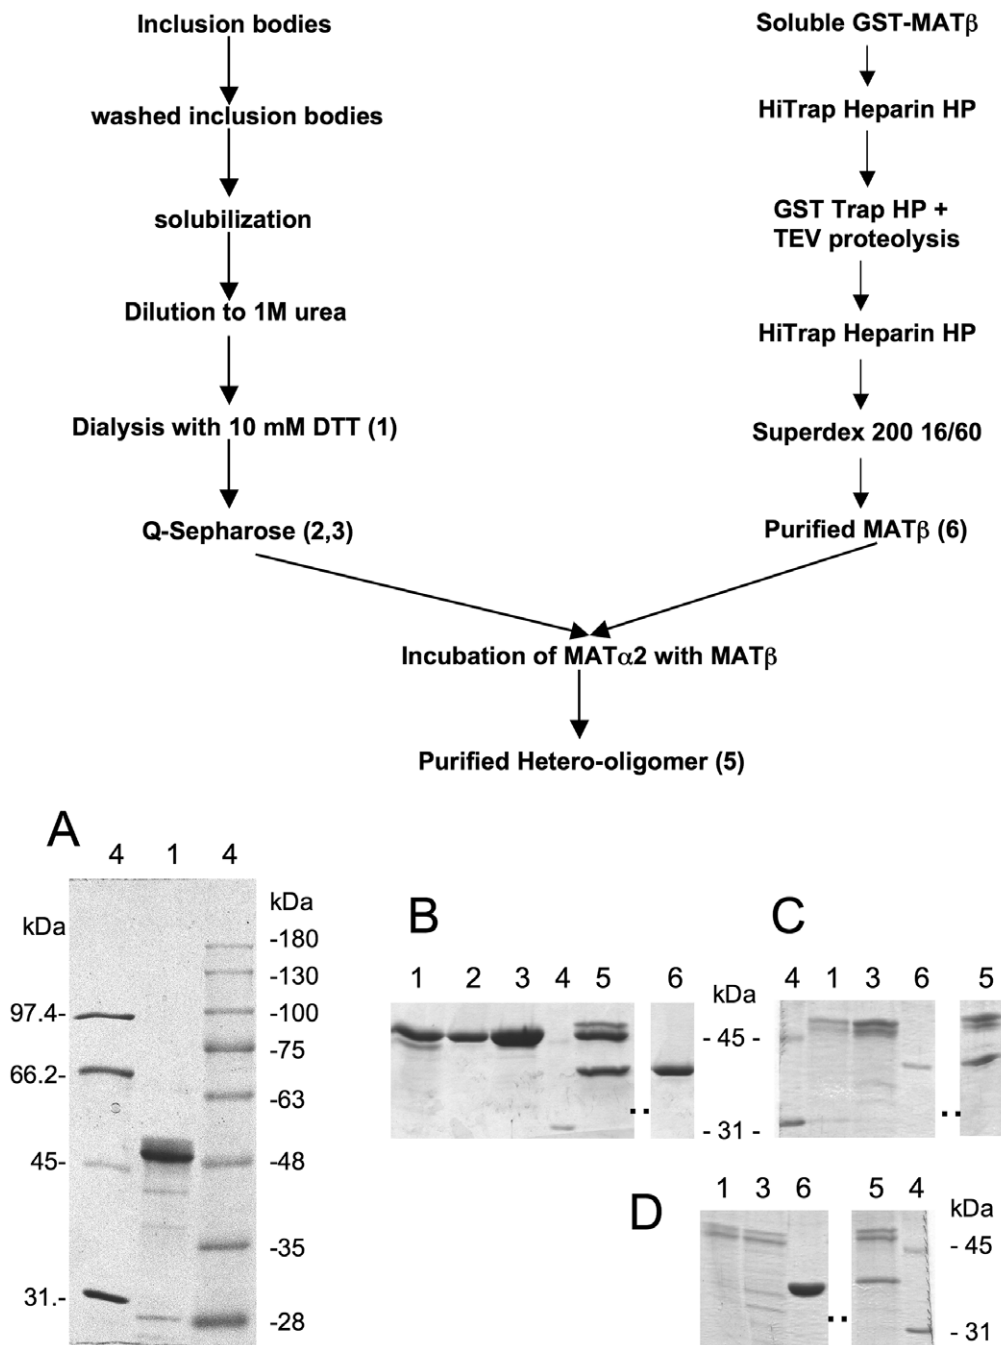 Inclusion bodies
washed inclusion bodies
solubilization
Dilution to 1M urea
Dialysis with 10 mM DTT (1)
Q-Sepharose (2,3)
Soluble GST-MATβ
HiTrap Heparin HP
GST Trap HP +
TEV proteolysis
HiTrap Heparin HP
Superdex 200 16/60
Purified MATβ (6)
Incubation of MATα2 with MATβ
Purified Hetero-oligomer (5)
A
4 1 4
kDa
97.4-
66.2-
45-
31.-
kDa
-180
-130
-100
-75
-63
-48
-35
-28
B
1 2 3 4 5 6
kDa
- 45 -
- 31 -
C
4 1 3 6 5
D
1 3 6 5 4
kDa
- 45
- 31